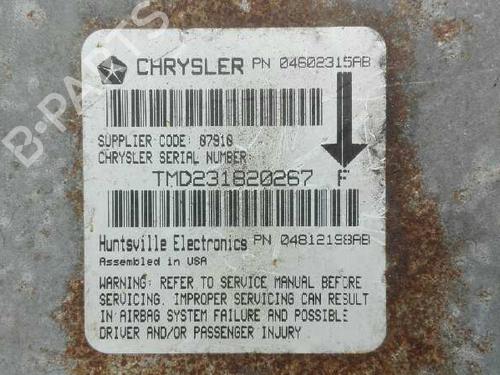 CHRYSLER PN 04602315AB
SUPPLIER CODE: 07910
CHRYSLER SERIAL NUMBER
TMD231820267 F
Huntsville Electronics PN 04812198AB
Assembled in USA
WARNING: REFER TO SERVICE MANUAL BEFORE
SERVICING. IMPROPER SERVICING CAN RESULT
IN AIRBAG SYSTEM FAILURE AND POSSIBLE
DRIVER AND/OR PASSENGER INJURY
B-PARTS